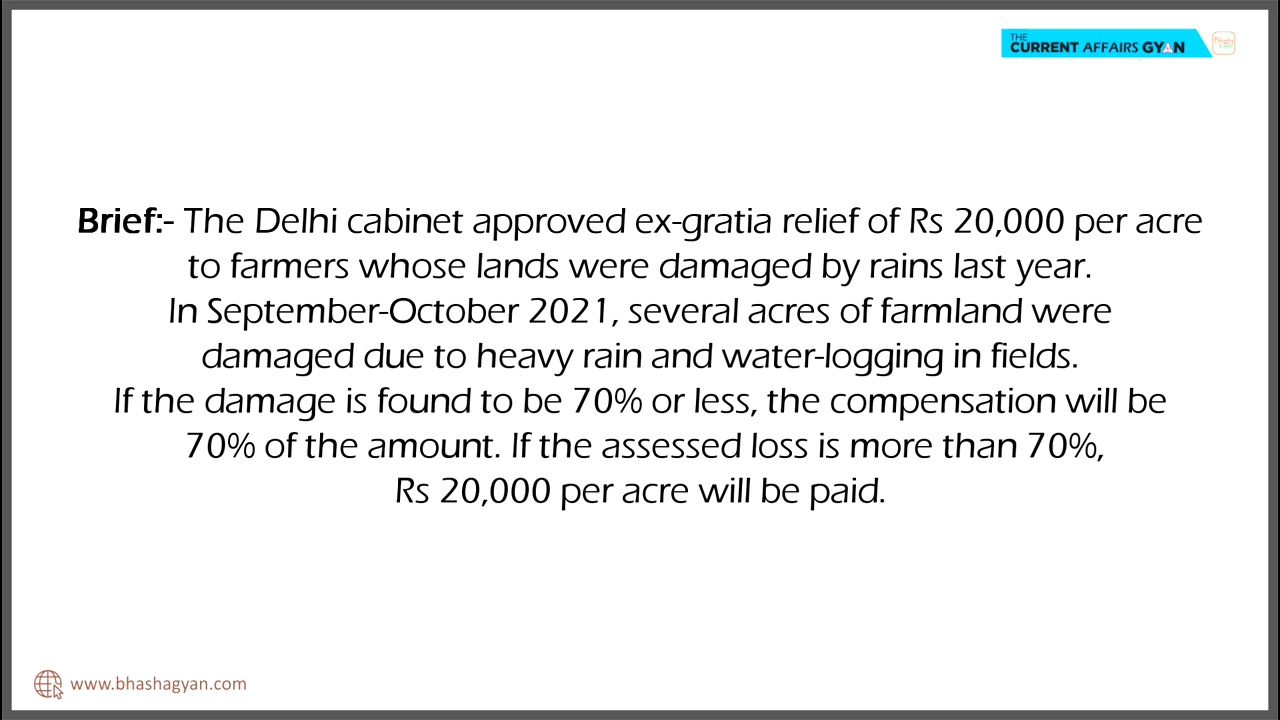 THE
CURRENT AFFAIRS GYAN
Brief:- The Delhi cabinet approved ex-gratia relief of Rs 20,000 per acre
to farmers whose lands were damaged by rains last year.
In September-October 2021, several acres of farmland were
damaged due to heavy rain and water-logging in fields.
If the damage is found to be 70% or less, the compensation will be
70% of the amount. If the assessed loss is more than 70%,
Rs 20,000 per acre will be paid.
www.bhashagyan.com